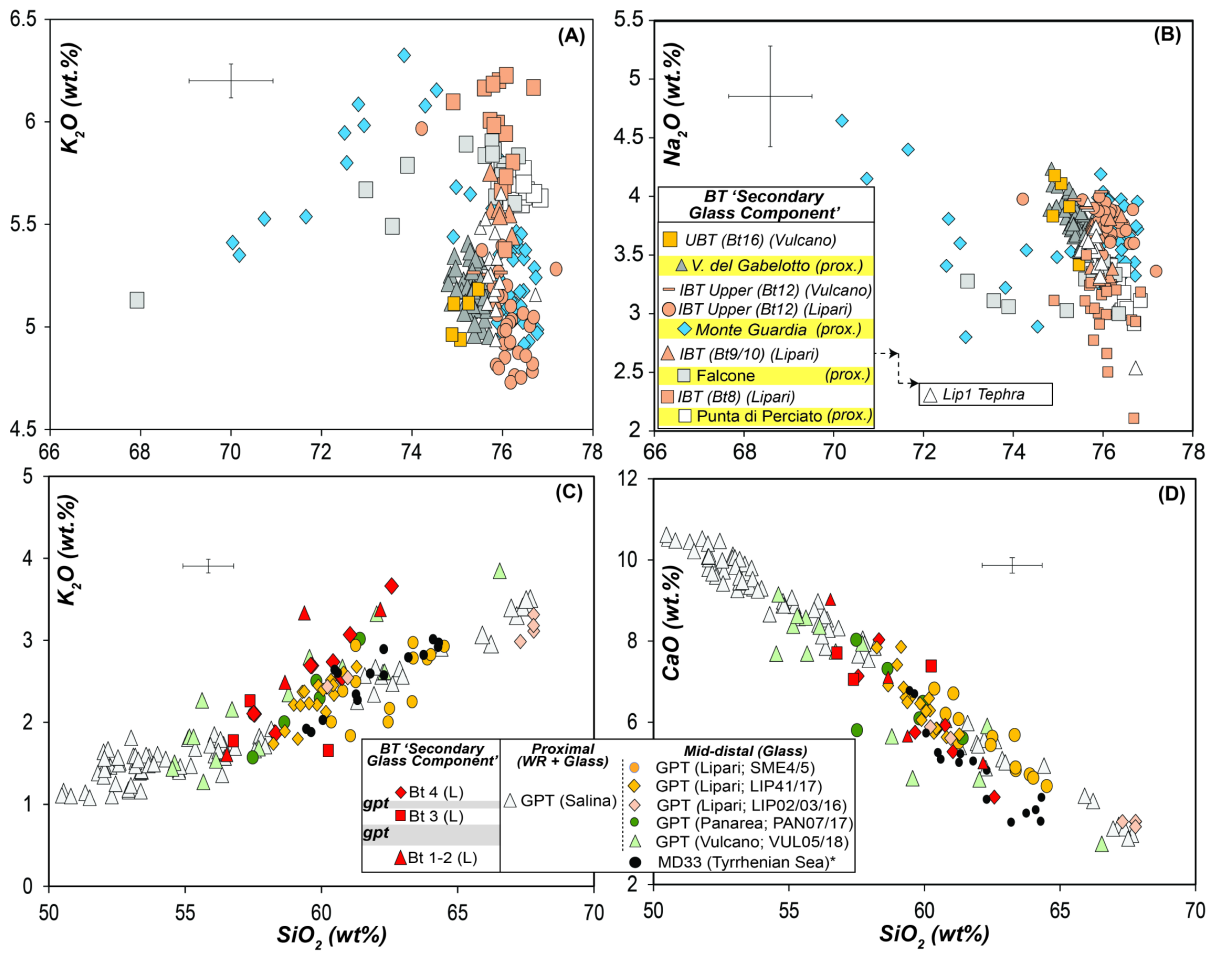 (A)
K2O (wt.%)
6.5
6
5.5
5
4.5
66
68
70
72
74
76
78
(B)
Na2O (wt.%)
5.5
5
4.5
4
3.5
3
2.5
2
66
68
70
72
74
76
78
BT ‘Secondary
Glass Component’
UBT (Bt16) (Vulcano)
V. del Gabelotto (prox.)
IBT Upper (Bt12) (Vulcano)
IBT Upper (Bt12) (Lipari)
Monte Guardia (prox.)
IBT (Bt9/10) (Lipari)
Falcone (prox.)
IBT (Bt8) (Lipari)
Punta di Perciato (prox.)
Lip1 Tephra
(C)
K2O (wt.%)
5
4
3
2
1
0
50
55
60
65
70
SiO2 (wt%)
(D)
CaO (wt.%)
12
10
8
6
4
2
50
55
60
65
70
SiO2 (wt%)
BT ‘Secondary
Glass Component’
Bt 4 (L)
gpt
Bt 3 (L)
gpt
Bt 1-2 (L)
Proximal
(WR + Glass)
GPT (Salina)
Mid-distal (Glass)
GPT (Lipari; SME4/5)
GPT (Lipari; LIP41/17)
GPT (Lipari; LIP02/03/16)
GPT (Panarea; PAN07/17)
GPT (Vulcano; VUL05/18)
MD33 (Tyrrhenian Sea)*